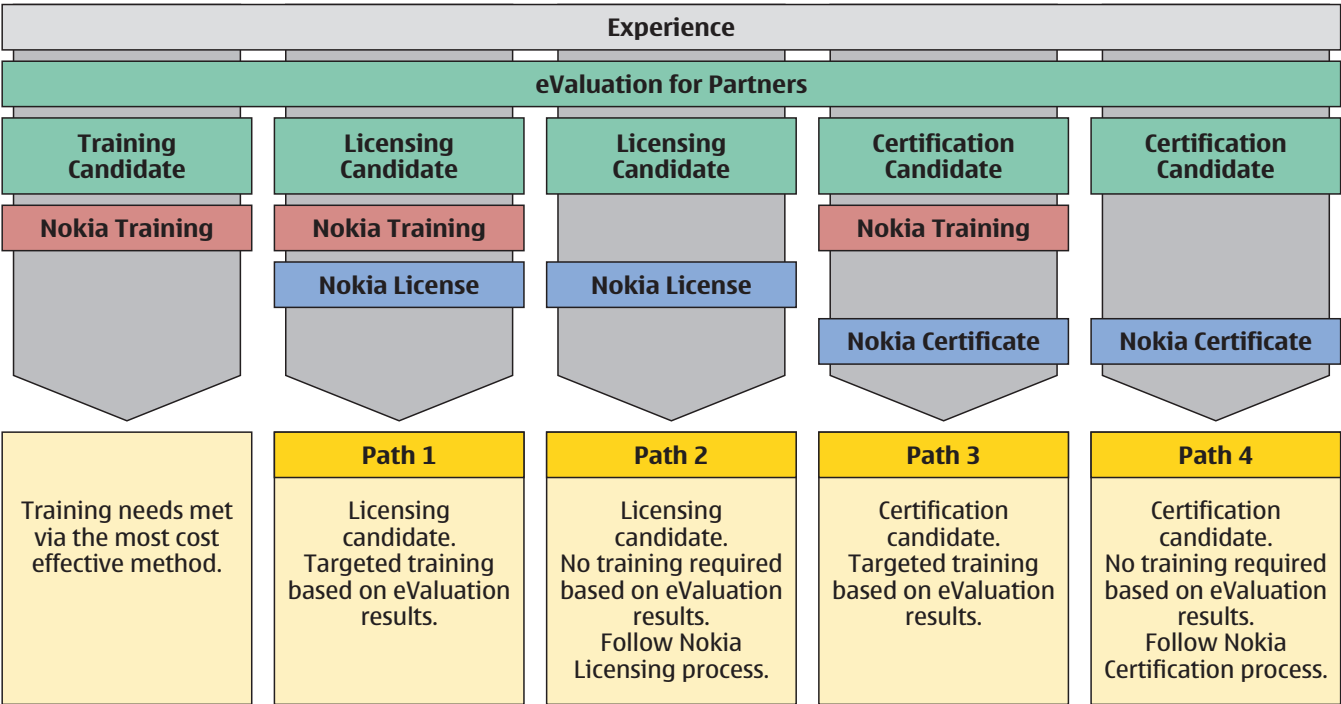 Experience
eValuation for Partners
Training
Candidate
Licensing
Candidate
Licensing
Candidate
Certification
Candidate
Certification
Candidate
Nokia Training
Nokia Training
Nokia Training
Nokia License
Nokia License
Nokia Certificate
Nokia Certificate
Training needs met
via the most cost
effective method.
Path 1
Licensing
candidate.
Targeted training
based on eValuation
results.
Path 2
Licensing
candidate.
No training required
based on eValuation
results.
Follow Nokia
Licensing process.
Path 3
Certification
candidate.
Targeted training
based on eValuation
results.
Path 4
Certification
candidate.
No training required
based on eValuation
results.
Follow Nokia
Certification process.